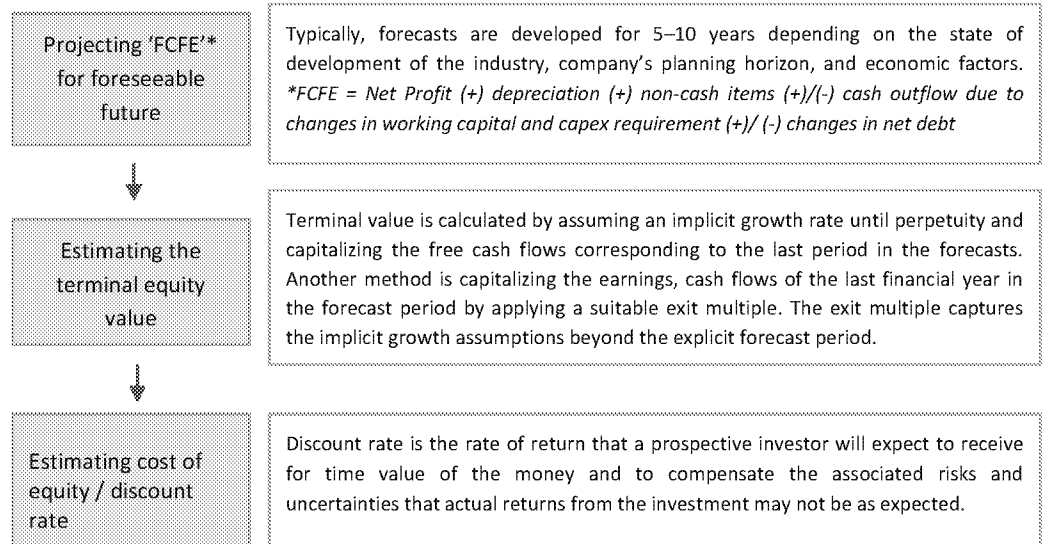 Projecting ‘FCFE’*
for foreseeable
future
Typically, forecasts are developed for 5–10 years depending on the state of
development of the industry, company’s planning horizon, and economic factors.
*FCFE = Net Profit (+) depreciation (+) non-cash items (+)/(-) cash outflow due to
changes in working capital and capex requirement (+)/ (-) changes in net debt
Estimating the
terminal equity
value
Terminal value is calculated by assuming an implicit growth rate until perpetuity and
capitalizing the free cash flows corresponding to the last period in the forecasts.
Another method is capitalizing the earnings, cash flows of the last financial year in
the forecast period by applying a suitable exit multiple. The exit multiple captures
the implicit growth assumptions beyond the explicit forecast period.
Estimating cost of
equity / discount
rate
Discount rate is the rate of return that a prospective investor will expect to receive
for time value of the money and to compensate the associated risks and
uncertainties that actual returns from the investment may not be as expected.